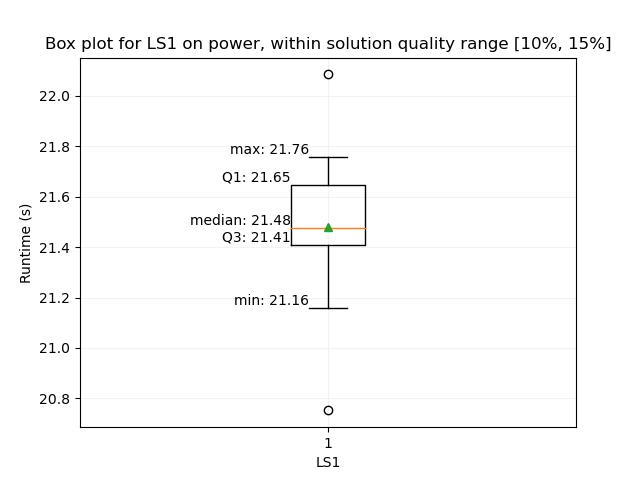 Box plot for LS1 on power, within solution quality range [10%, 15%]
22.0
21.8
21.6
21.4
21.2
21.0
20.8
Runtime (s)
max: 21.76
Q1: 21.65
median: 21.48
Q3: 21.41
min: 21.16
1
LS1